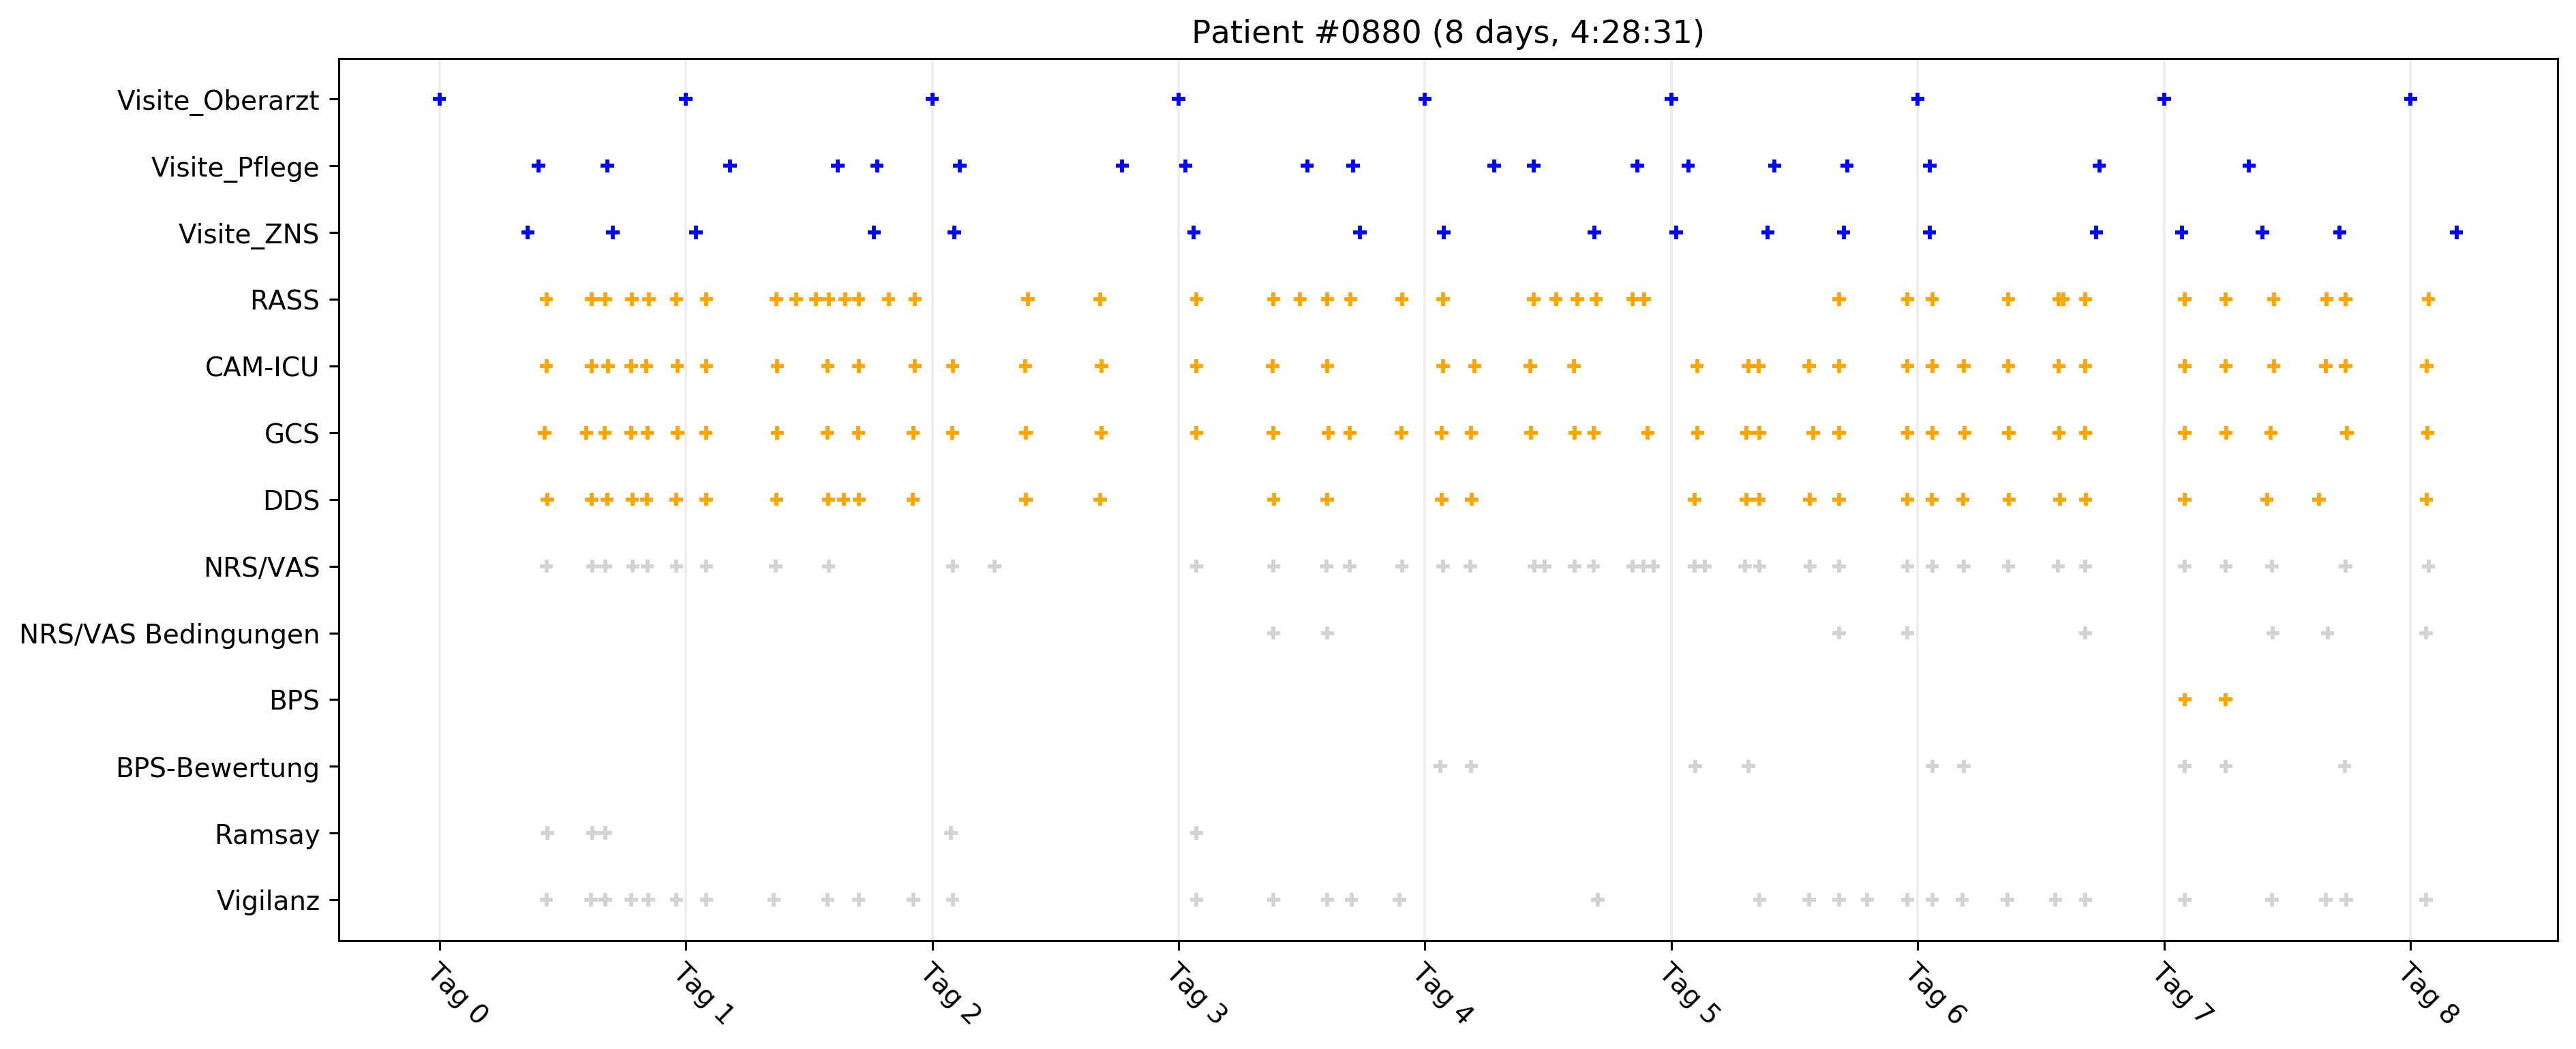 Patient #0880 (8 days, 4:28:31)
Visite_Oberarzt
Visite_Pflege
Visite_ZNS
RASS
CAM-ICU
GCS
DDS
NRS/VAS
NRS/VAS Bedingungen
BPS
BPS-Bewertung
Ramsay
Vigilanz
Tag 0
Tag 1
Tag 2
Tag 3
Tag 4
Tag 5
Tag 6
Tag 7
Tag 8